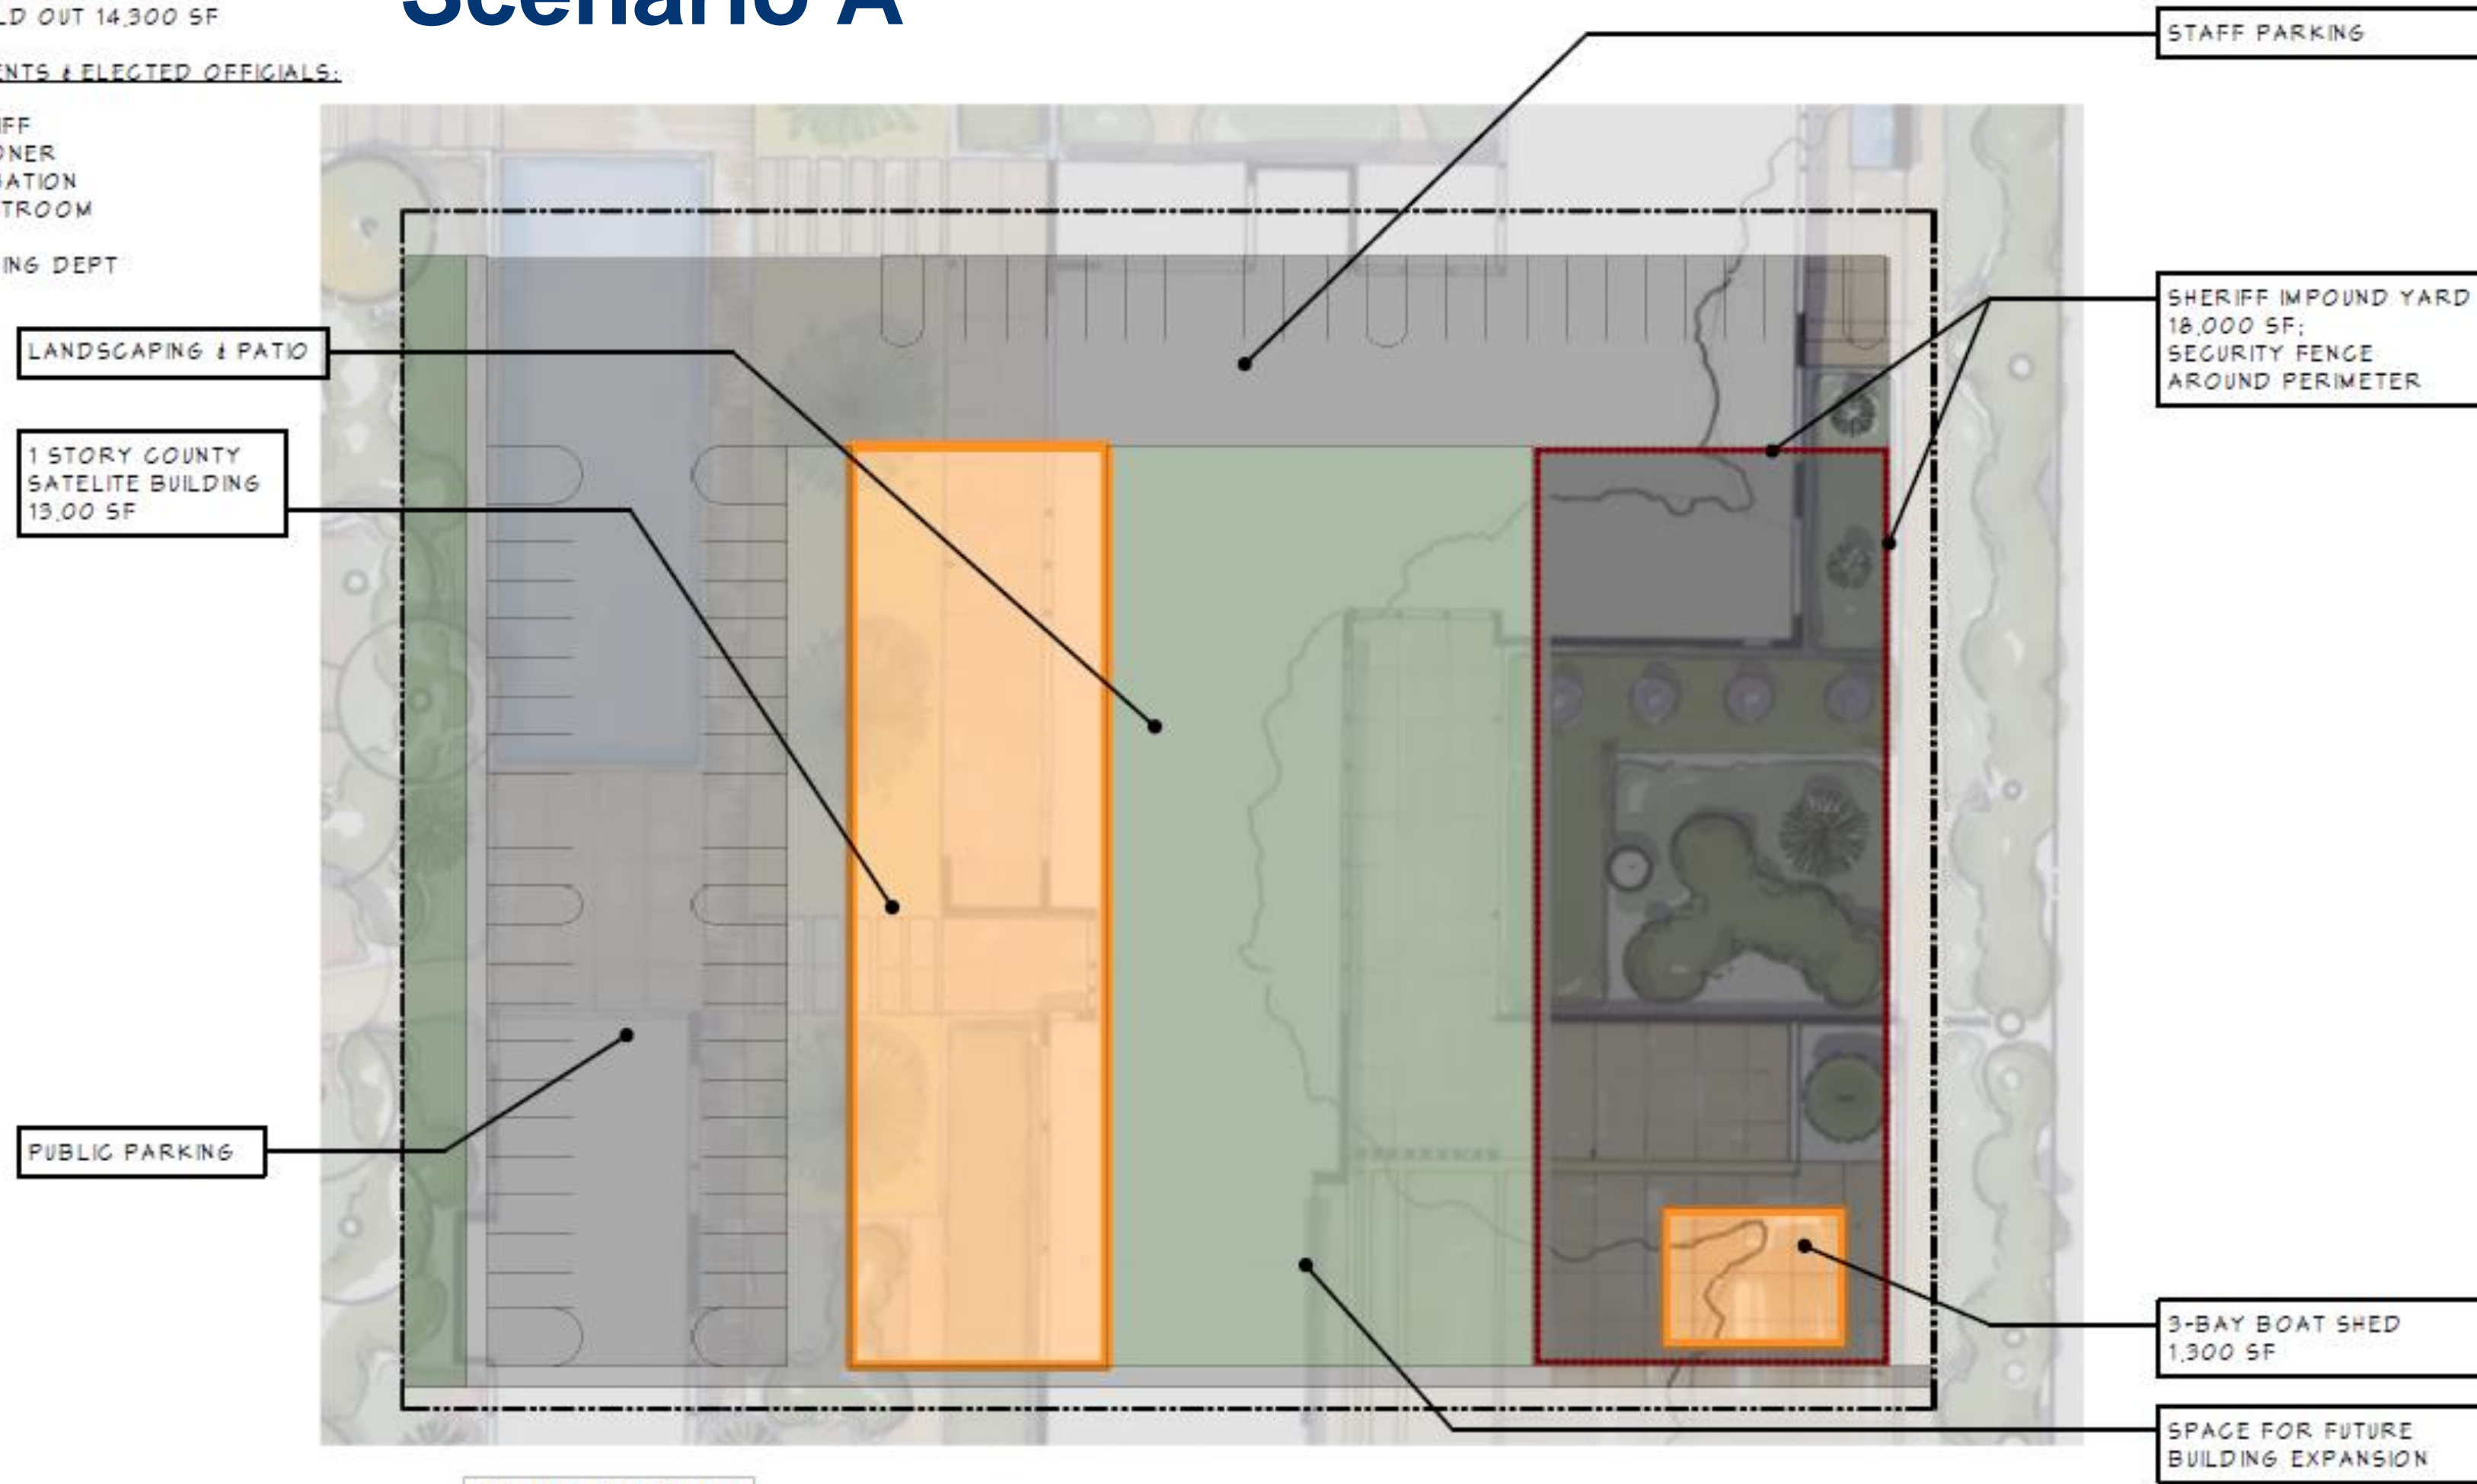 Scenario A
LD OUT 14,300 SF
ENTS & ELECTED OFFICIALS:
IFF
ONER
BATION
TROOM
ING DEPT
STAFF PARKING
SHERIFF IMPOUND YARD
18,000 SF;
SECURITY FENCE
AROUND PERIMETER
LANDSCAPING & PATIO
1 STORY COUNTY
SATELITE BUILDING
13,00 SF
PUBLIC PARKING
3-BAY BOAT SHED
1,300 SF
SPACE FOR FUTURE
BUILDING EXPANSION